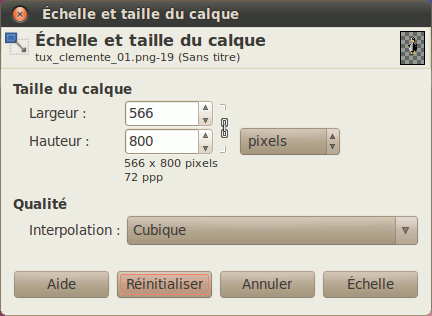 Échelle et taille du calque
Échelle et taille du calque
tux_clemente_01.png-19 (Sans titre)
Taille du calque
Largeur : 566
Hauteur : 800 pixels
566 x 800 pixels
72 ppp
Qualité
Interpolation : Cubique
Aide Réinitialiser Annuler Échelle